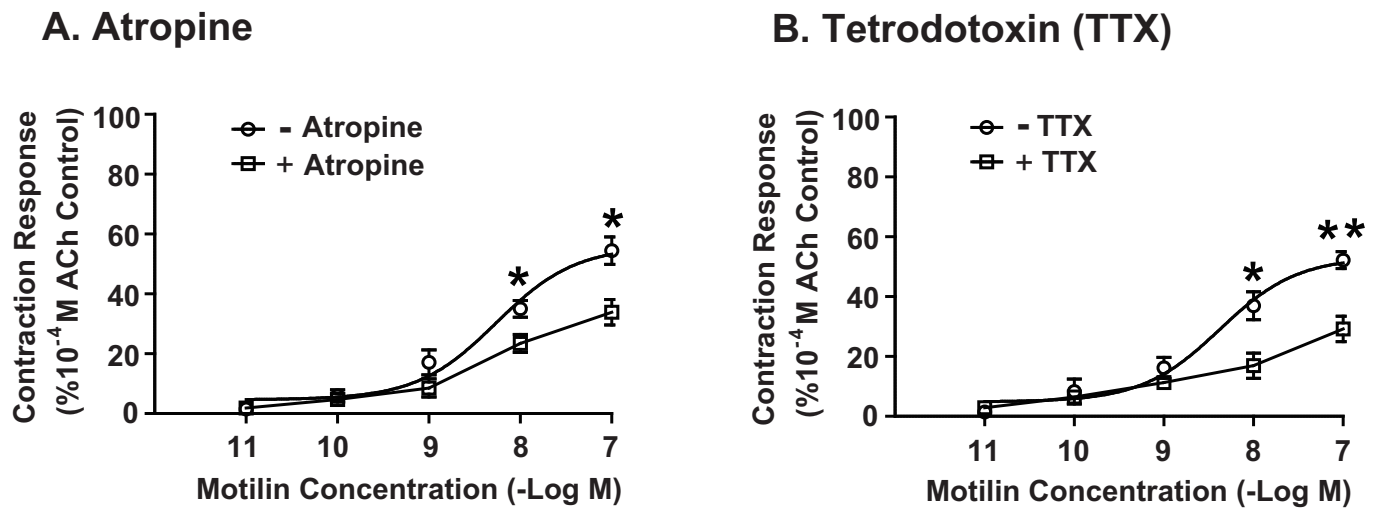 A. Atropine
Contraction Response
(%10⁻⁴ M ACh Control)
100
80
60
40
20
0
- Atropine
+ Atropine
*
*
11 10 9 8 7
Motilin Concentration (-Log M)
B. Tetrodotoxin (TTX)
Contraction Response
(%10⁻⁴ M ACh Control)
100
80
60
40
20
0
- TTX
+ TTX
*
**
11 10 9 8 7
Motilin Concentration (-Log M)